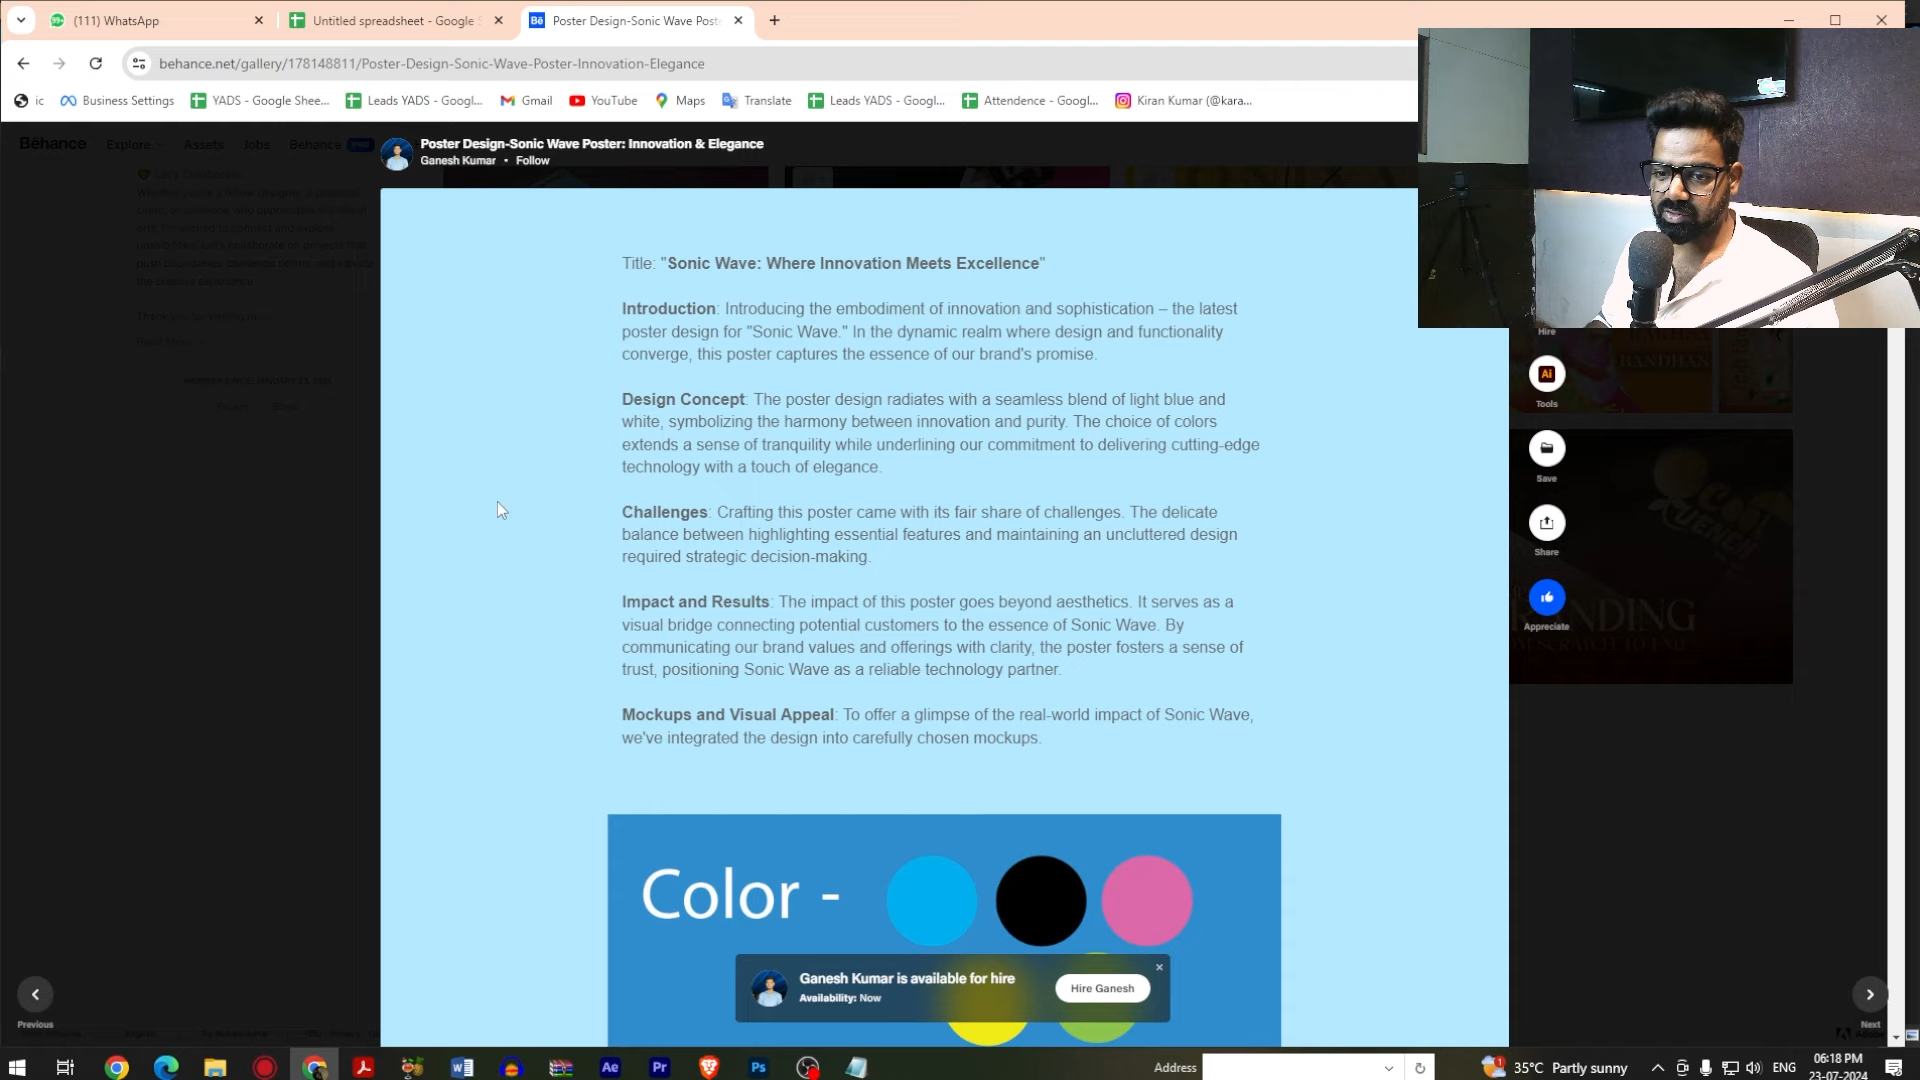 (111) WhatsApp
Untitled spreadsheet - Google S
Poster Design-Sonic Wave Poste
behance.net/gallery/178148811/Poster-Design-Sonic-Wave-Poster-Innovation-Elegance
ic
Business Settings
YADS - Google Shee...
Leads YADS - Googl...
Gmail
YouTube
Maps
Translate
Leads YADS - Googl...
Attendence - Googl...
Kiran Kumar (@kara...
Bēhance
Explore
Assets
Jobs
Behance
Poster Design-Sonic Wave Poster: Innovation & Elegance
Ganesh Kumar • Follow
Title: "Sonic Wave: Where Innovation Meets Excellence"
Introduction: Introducing the embodiment of innovation and sophistication – the latest
poster design for "Sonic Wave." In the dynamic realm where design and functionality
converge, this poster captures the essence of our brand's promise.
Design Concept: The poster design radiates with a seamless blend of light blue and
white, symbolizing the harmony between innovation and purity. The choice of colors
extends a sense of tranquility while underlining our commitment to delivering cutting-edge
technology with a touch of elegance.
Challenges: Crafting this poster came with its fair share of challenges. The delicate
balance between highlighting essential features and maintaining an uncluttered design
required strategic decision-making.
Impact and Results: The impact of this poster goes beyond aesthetics. It serves as a
visual bridge connecting potential customers to the essence of Sonic Wave. By
communicating our brand values and offerings with clarity, the poster fosters a sense of
trust, positioning Sonic Wave as a reliable technology partner.
Mockups and Visual Appeal: To offer a glimpse of the real-world impact of Sonic Wave,
we've integrated the design into carefully chosen mockups.
Color -
Ganesh Kumar is available for hire
Availability: Now
Hire Ganesh
Hire
Ai
Tools
Save
Share
Appreciate
BANDHAN
Previous
Next
Address
35°C Partly sunny
ENG
06:18 PM
23-07-2024